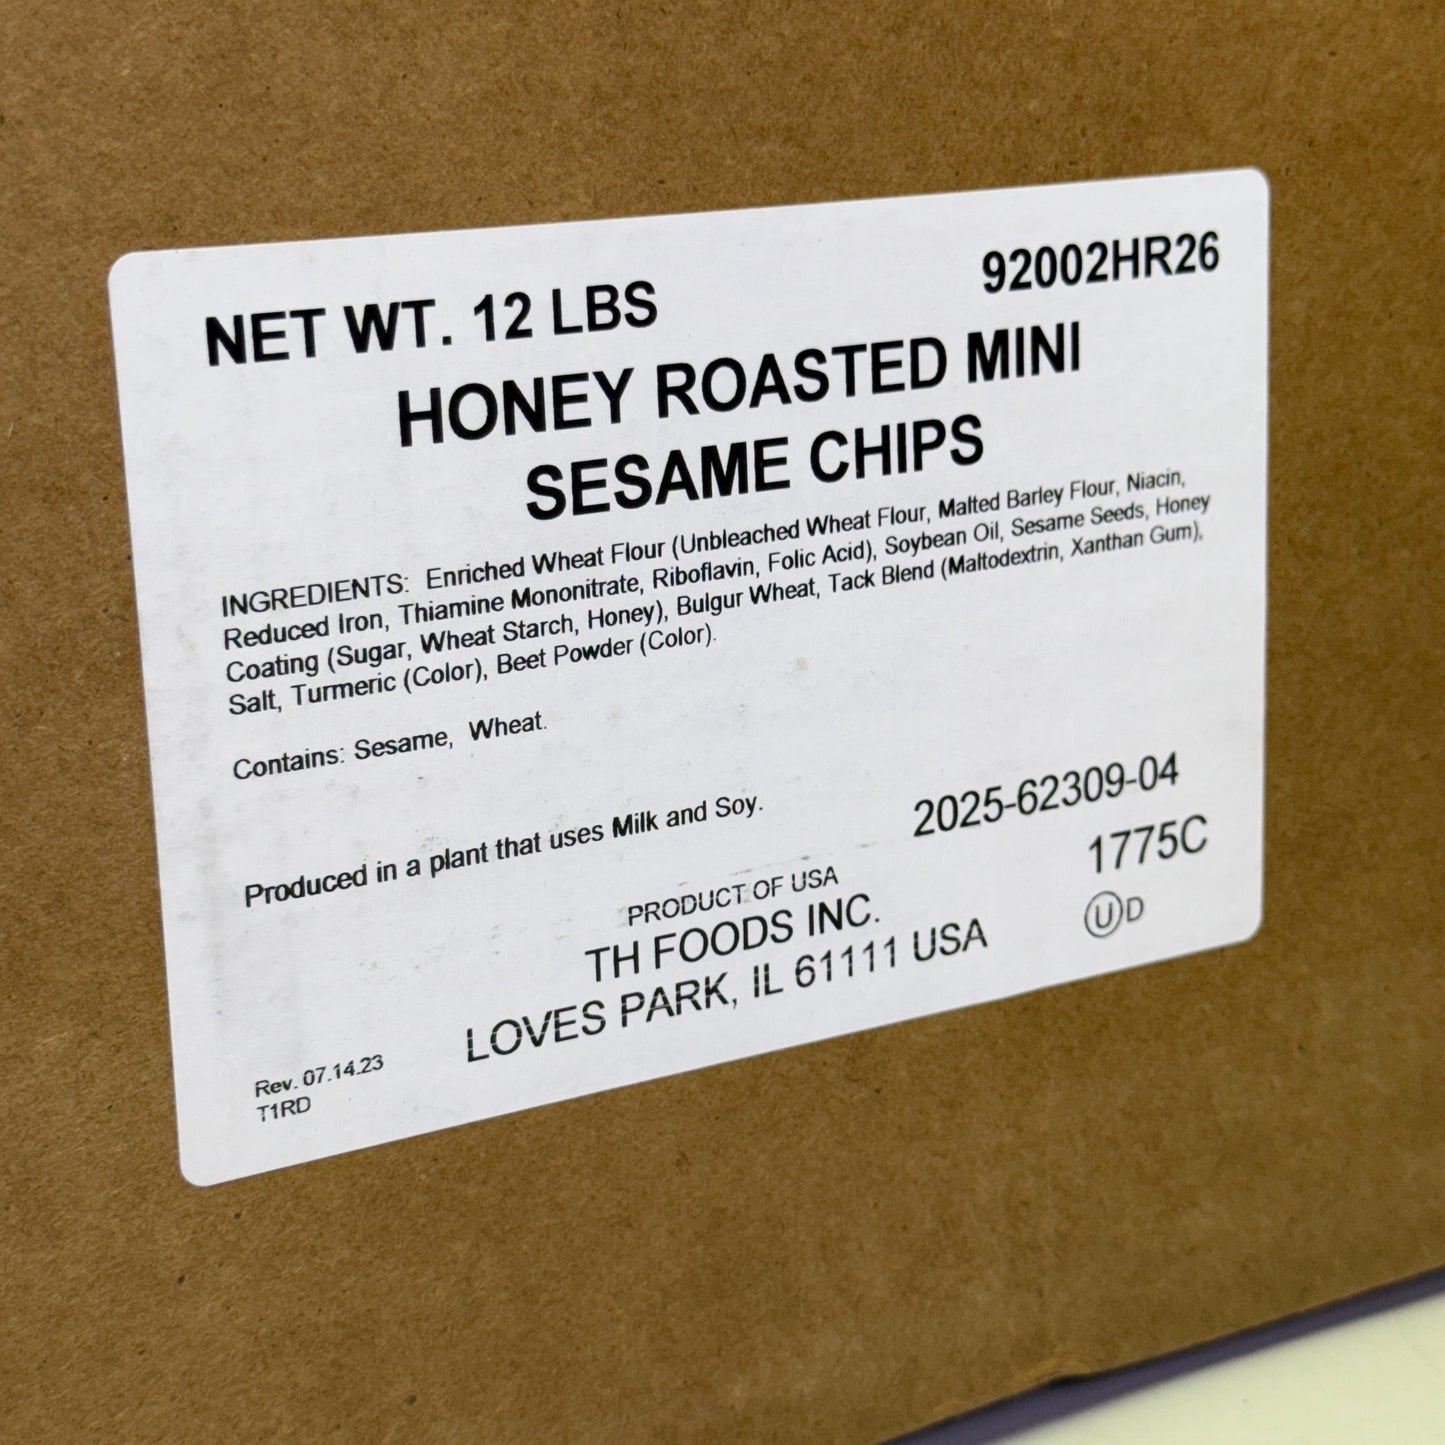 92002HR26
NET WT. 12 LBS
HONEY ROASTED MINI
SESAME CHIPS
INGREDIENTS: Enriched Wheat Flour (Unbleached Wheat Flour, Malted Barley Flour, Niacin,
Reduced Iron, Thiamine Mononitrate, Riboflavin, Folic Acid), Soybean Oil, Sesame Seeds, Honey
Coating (Sugar, Wheat Starch, Honey), Bulgur Wheat, Tack Blend (Maltodextrin, Xanthan Gum),
Salt, Turmeric (Color), Beet Powder (Color).
Contains: Sesame, Wheat.
Produced in a plant that uses Milk and Soy.
2025-62309-04
1775C
PRODUCT OF USA
TH FOODS INC.
LOVES PARK, IL 61111 USA
ⓊD
Rev. 07.14.23
T1RD